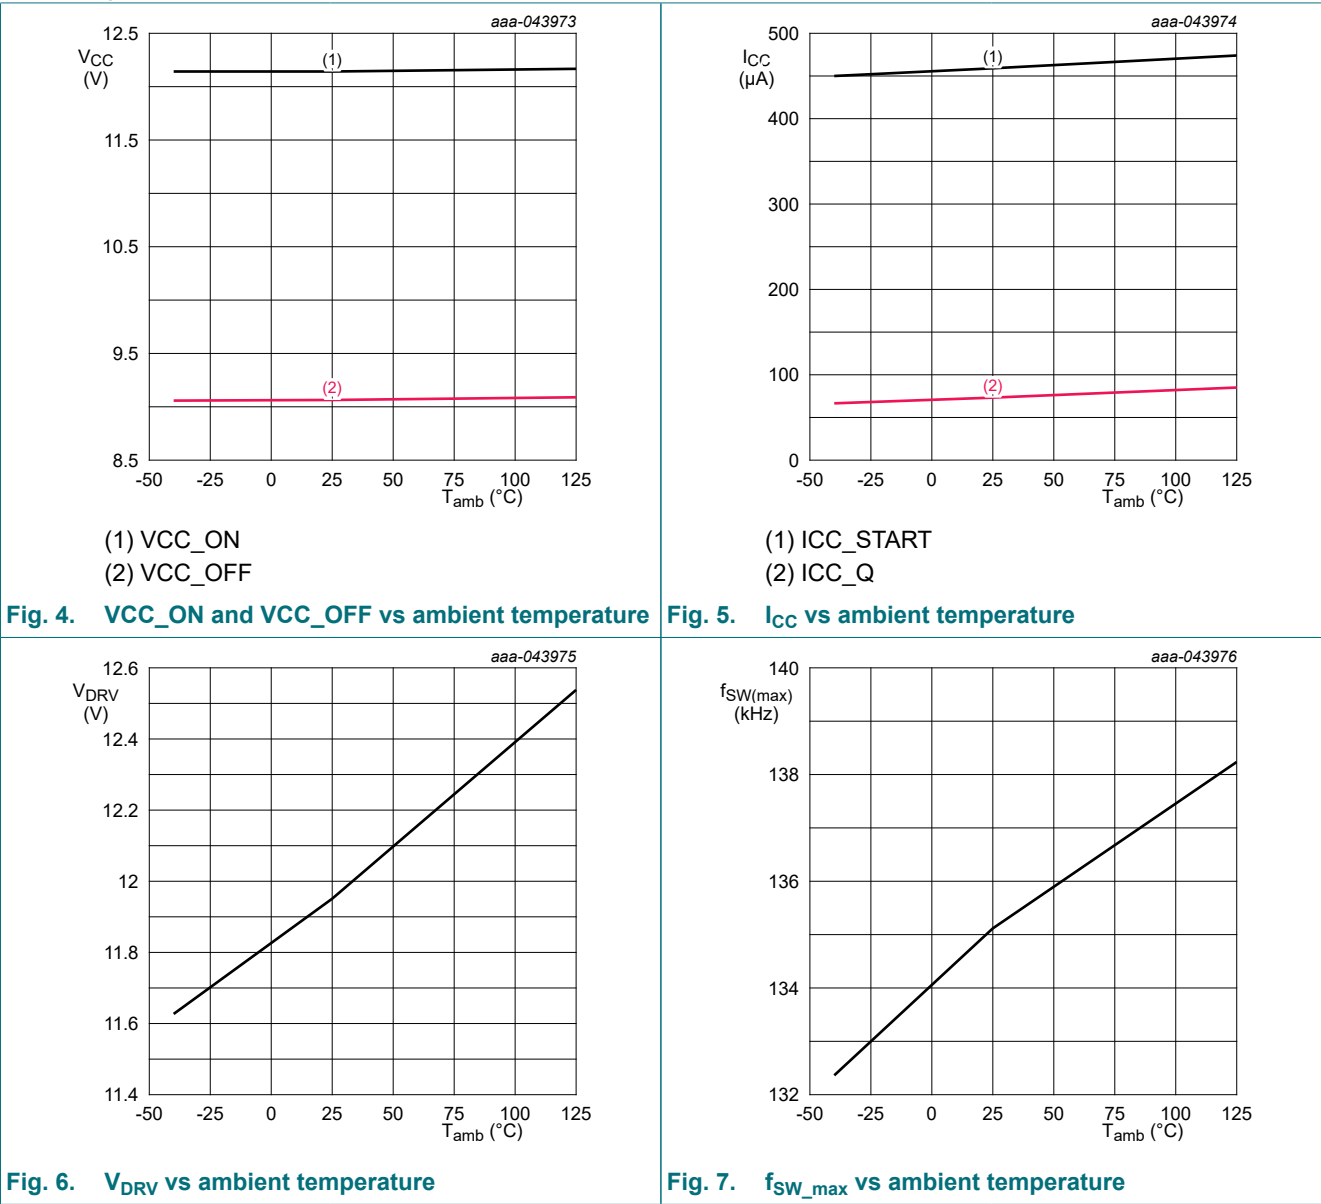 aaa-043973
12.5
VCC
(V)
11.5
10.5
9.5
8.5
(1)
(2)
-50 -25 0 25 50 75 100 125
Tamb (°C)
(1) VCC_ON
(2) VCC_OFF
Fig. 4. VCC_ON and VCC_OFF vs ambient temperature
aaa-043974
500
ICC
(µA)
400
300
200
100
0
(1)
(2)
-50 -25 0 25 50 75 100 125
Tamb (°C)
(1) ICC_START
(2) ICC_Q
Fig. 5. ICC vs ambient temperature
aaa-043975
12.6
VDRV
(V)
12.4
12.2
12
11.8
11.6
11.4
-50 -25 0 25 50 75 100 125
Tamb (°C)
Fig. 6. VDRV vs ambient temperature
aaa-043976
140
fSW(max)
(kHz)
138
136
134
132
-50 -25 0 25 50 75 100 125
Tamb (°C)
Fig. 7. fSW_max vs ambient temperature